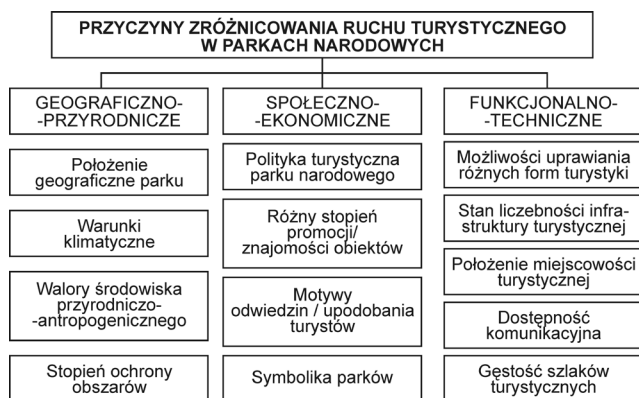 PRZYCZYNY ZRÓŻNICOWANIA RUCHU TURYSTYCZNEGO
W PARKACH NARODOWYCH
GEOGRAFICZNO-
-PRZYRODNICZE
Położenie
geograficzne parku
Warunki
klimatyczne
Walory środowiska
przyrodniczo-
-antropogenicznego
Stopień ochrony
obszarów
SPOŁECZNO-
-EKONOMICZNE
Polityka turystyczna
parku narodowego
Różny stopień
promocji/
znajomości obiektów
Motywy
odwiedzin / upodobania
turystów
Symbolika parków
FUNKCJONALNO-
-TECHNICZNE
Możliwości uprawiania
różnych form turystyki
Stan liczebności infra-
struktury turystycznej
Położenie miejscowości
turystycznej
Dostępność
komunikacyjna
Gęstość szlaków
turystycznych